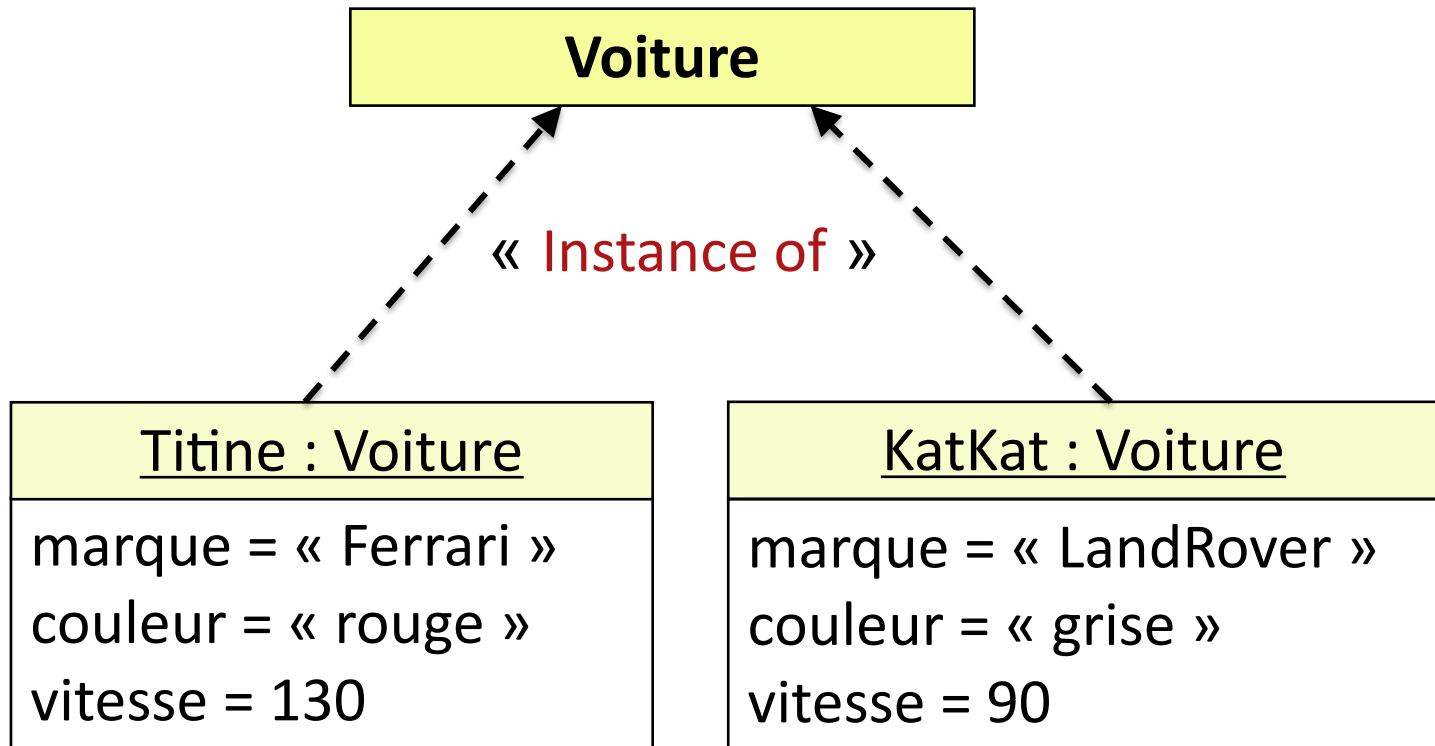 Voiture
« Instance of »
Titine : Voiture
marque = « Ferrari »
couleur = « rouge »
vitesse = 130
KatKat : Voiture
marque = « LandRover »
couleur = « grise »
vitesse = 90